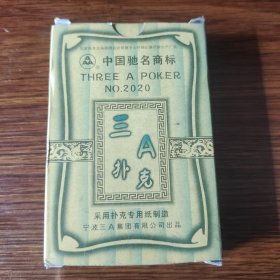 中国驰名商标
THREE A POKER
NO.2020
三A扑克
采用扑克专用纸制造
宁波三A集团有限公司出品